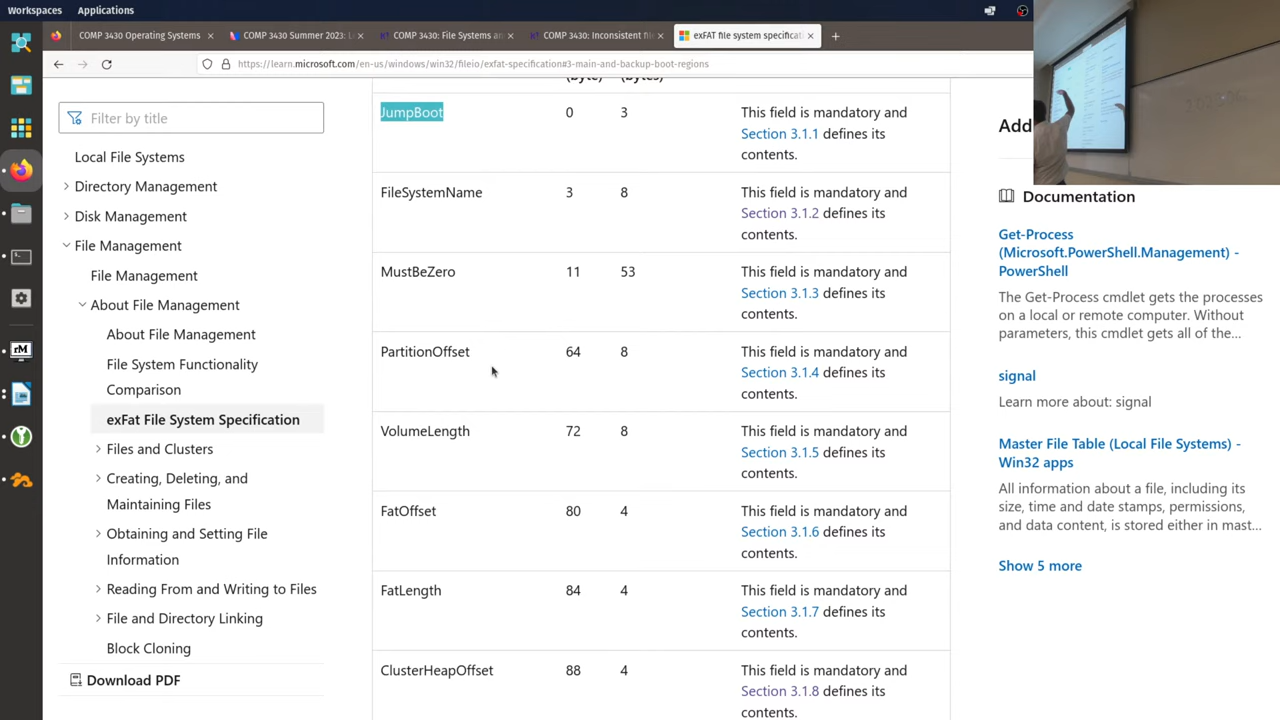 Workspaces
Applications
COMP 3430 Operating Systems
COMP 3430 Summer 2023: L
COMP 3430: File Systems an
COMP 3430: Inconsistent file
exFAT file system specificati
https://learn.microsoft.com/en-us/windows/win32/fileio/exfat-specification#3-main-and-backup-boot-regions
Filter by title
Local File Systems
Directory Management
Disk Management
File Management
File Management
About File Management
About File Management
File System Functionality
Comparison
exFat File System Specification
Files and Clusters
Creating, Deleting, and
Maintaining Files
Obtaining and Setting File
Information
Reading From and Writing to Files
File and Directory Linking
Block Cloning
Download PDF
(byte) (bytes)
JumpBoot 0 3 This field is mandatory and
Section 3.1.1 defines its
contents.
FileSystemName 3 8 This field is mandatory and
Section 3.1.2 defines its
contents.
MustBeZero 11 53 This field is mandatory and
Section 3.1.3 defines its
contents.
PartitionOffset 64 8 This field is mandatory and
Section 3.1.4 defines its
contents.
VolumeLength 72 8 This field is mandatory and
Section 3.1.5 defines its
contents.
FatOffset 80 4 This field is mandatory and
Section 3.1.6 defines its
contents.
FatLength 84 4 This field is mandatory and
Section 3.1.7 defines its
contents.
ClusterHeapOffset 88 4 This field is mandatory and
Section 3.1.8 defines its
contents.
Add
Documentation
Get-Process
(Microsoft.PowerShell.Management) -
PowerShell
The Get-Process cmdlet gets the processes
on a local or remote computer. Without
parameters, this cmdlet gets all of the...
signal
Learn more about: signal
Master File Table (Local File Systems) -
Win32 apps
All information about a file, including its
size, time and date stamps, permissions,
and data content, is stored either in mast...
Show 5 more